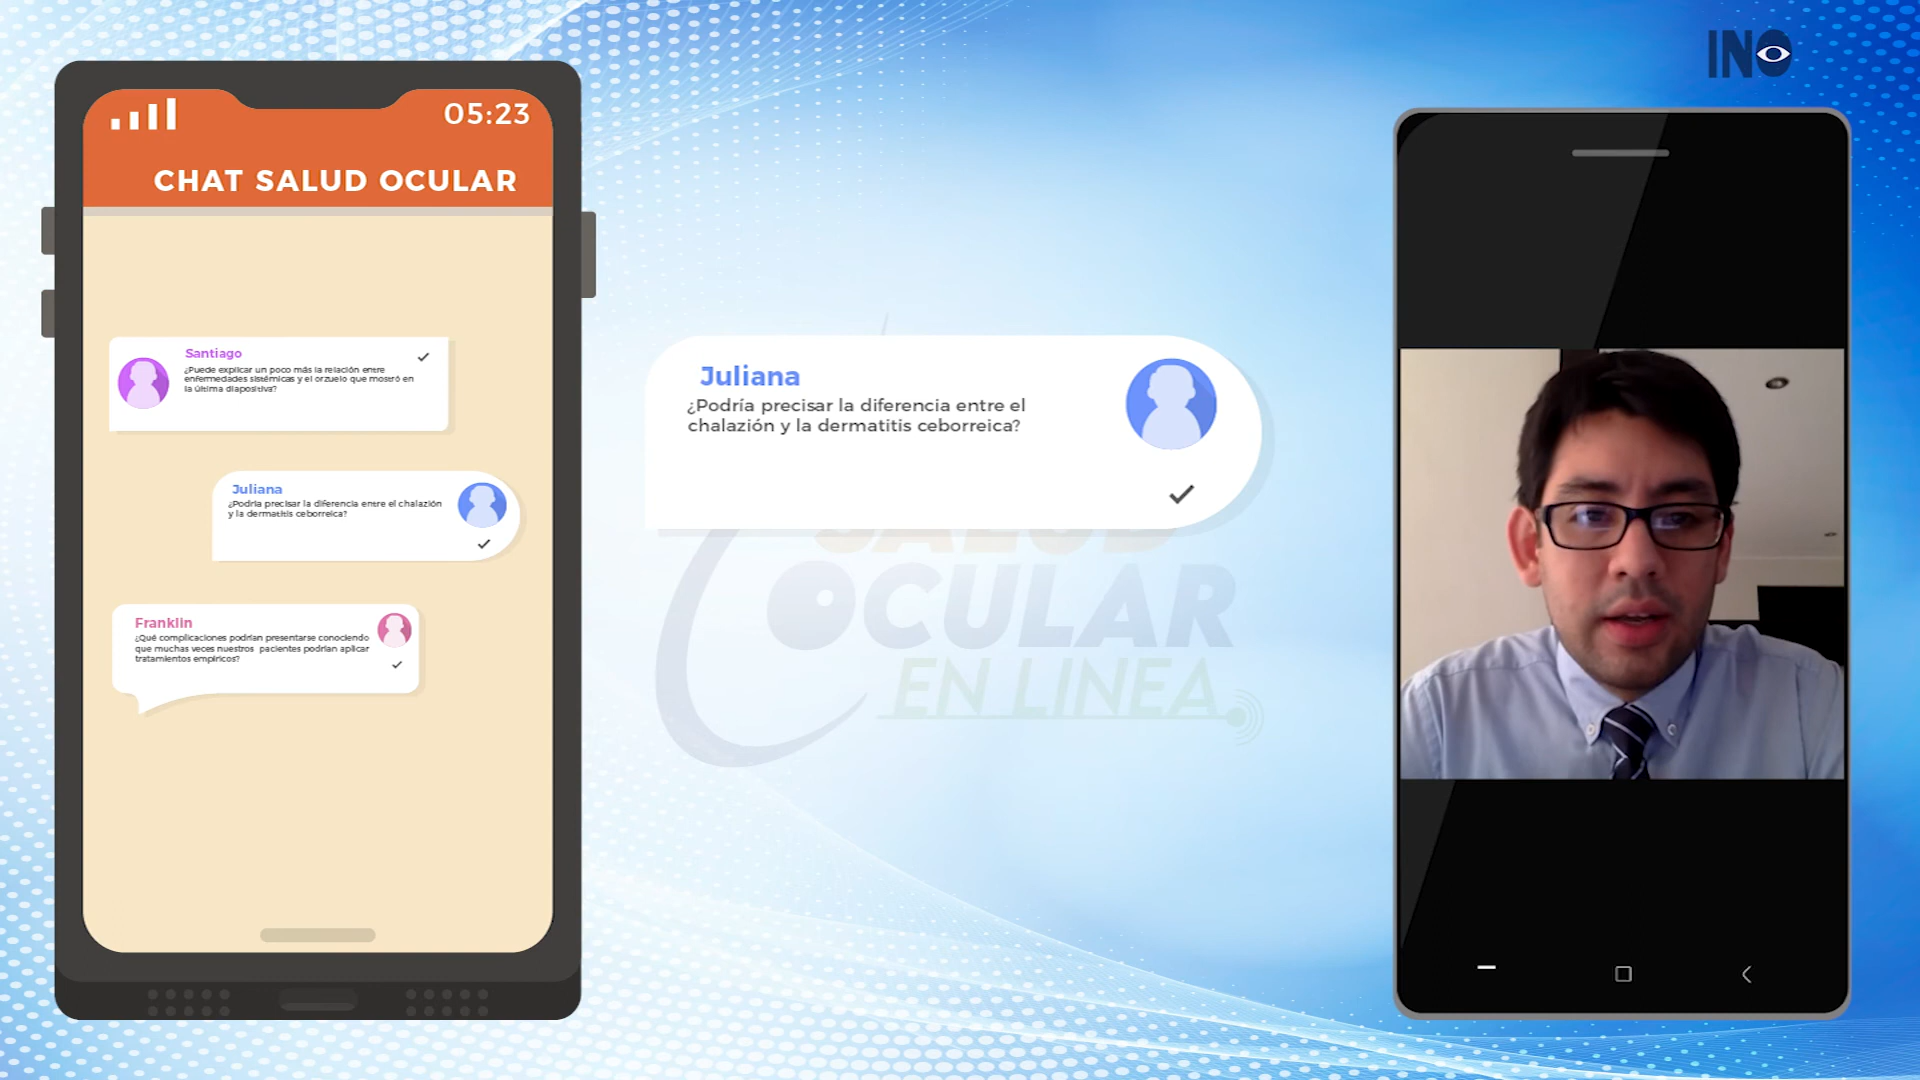 INO
05:23
CHAT SALUD OCULAR
Santiago
¿Puede explicar un poco más la relación entre
enfermedades sistémicas y el orzuelo que mostró en
la última diapositiva?
Juliana
¿Podría precisar la diferencia entre el chalazión
y la dermatitis ceborreica?
Franklin
¿Qué complicaciones podrían presentarse conociendo
que muchas veces nuestros pacientes podrían aplicar
tratamientos empíricos?
Juliana
¿Podría precisar la diferencia entre el
chalazión y la dermatitis ceborreica?
SALUD
OCULAR
EN LINEA